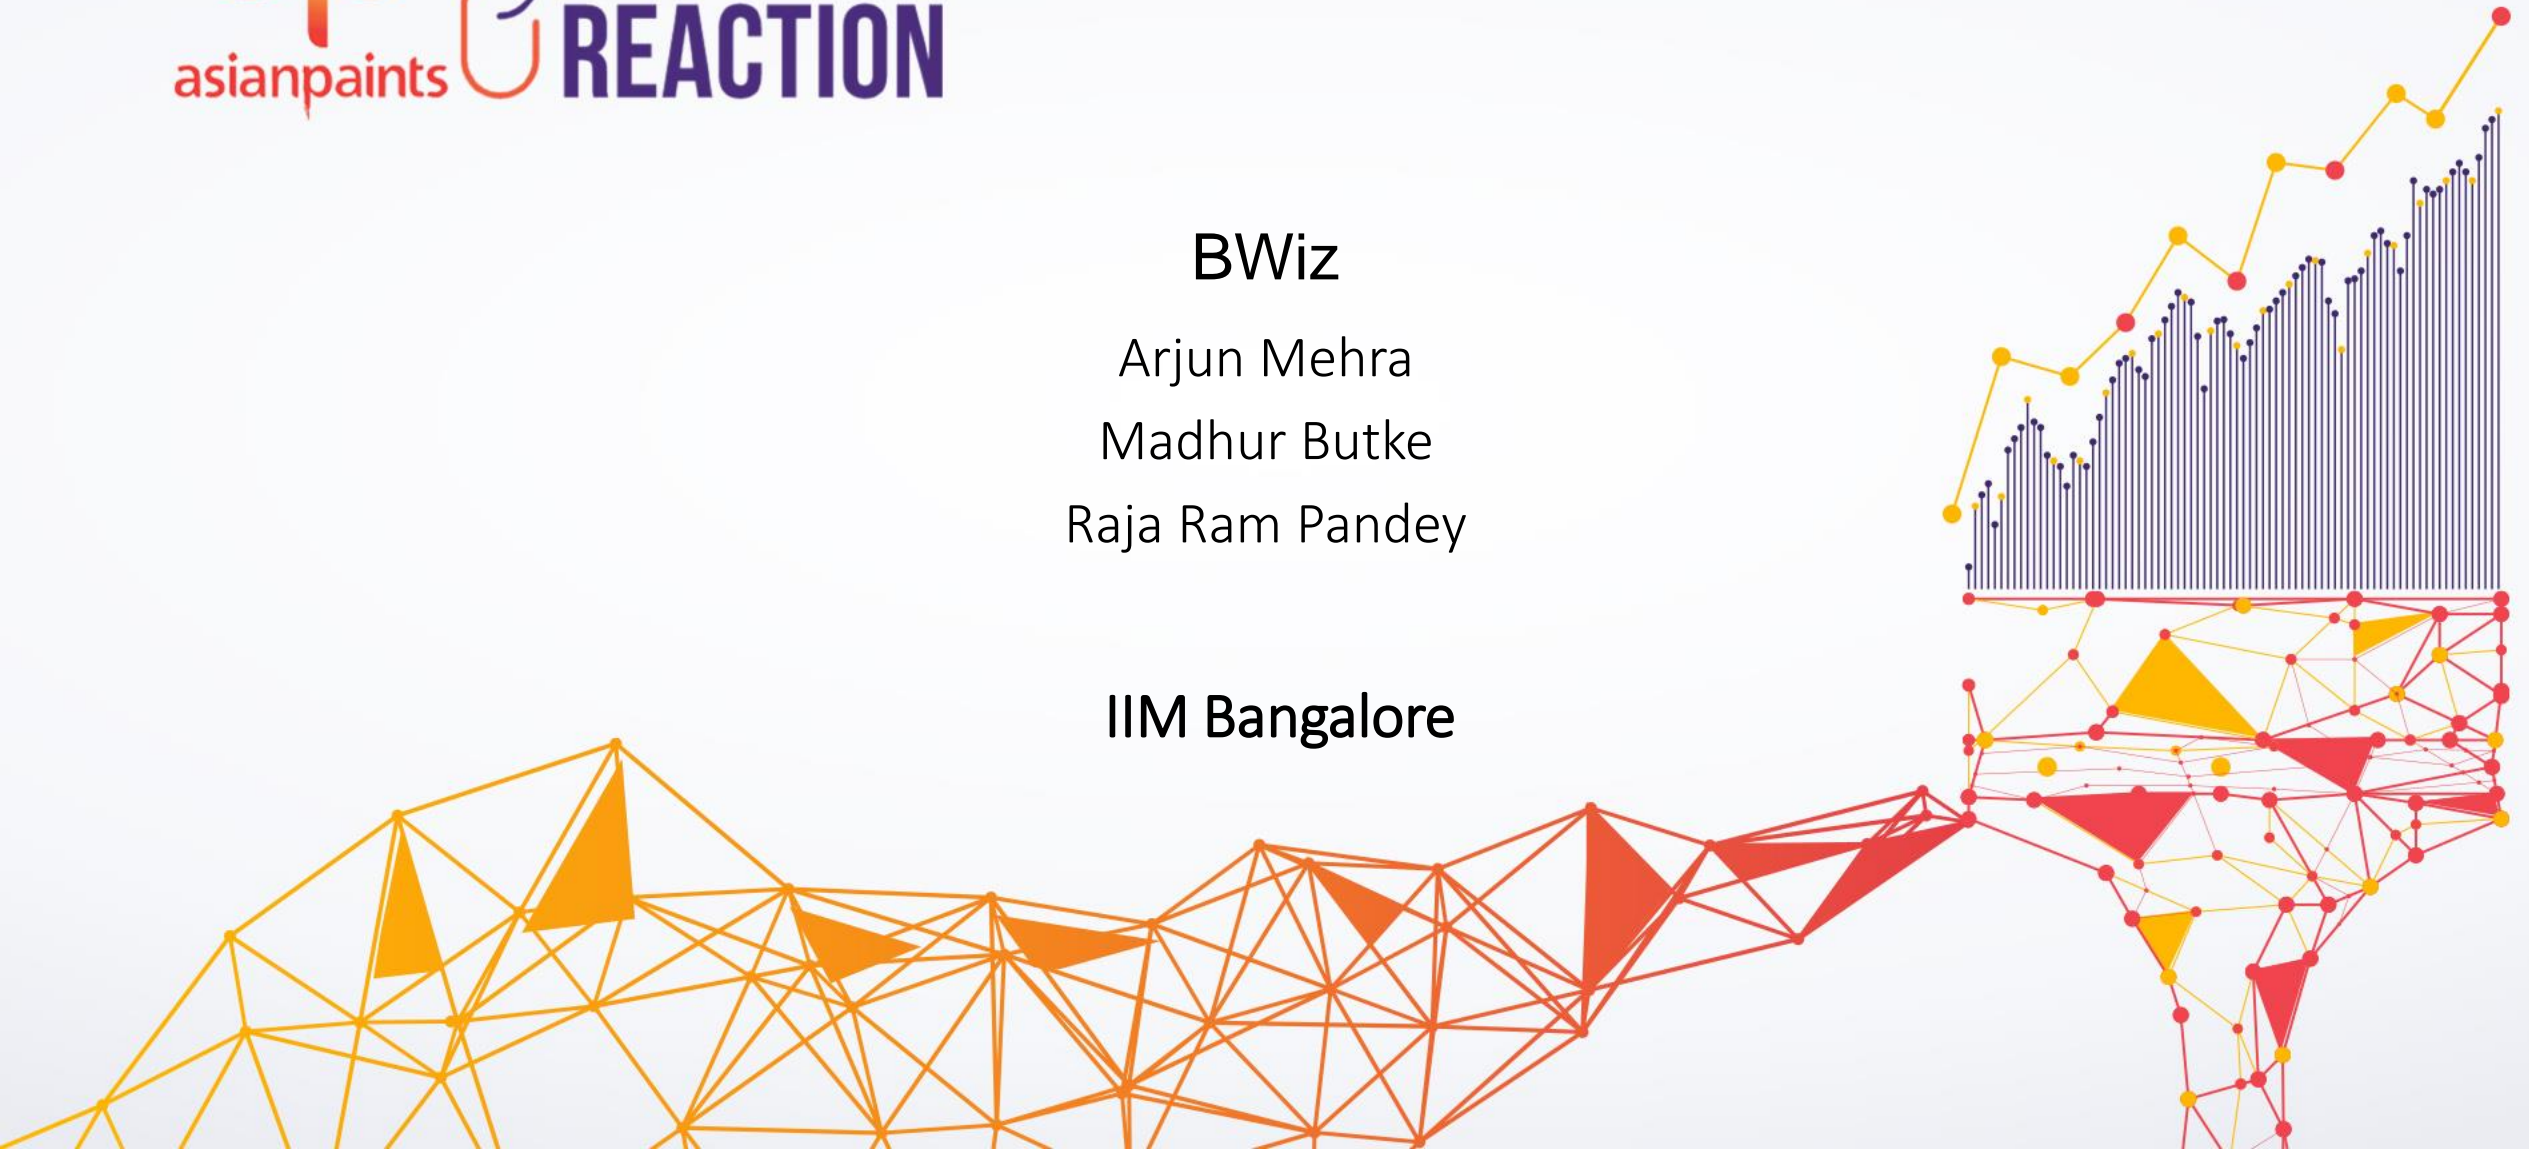 asianpaints
REACTION
BWiz
Arjun Mehra
Madhur Butke
Raja Ram Pandey
IIM Bangalore